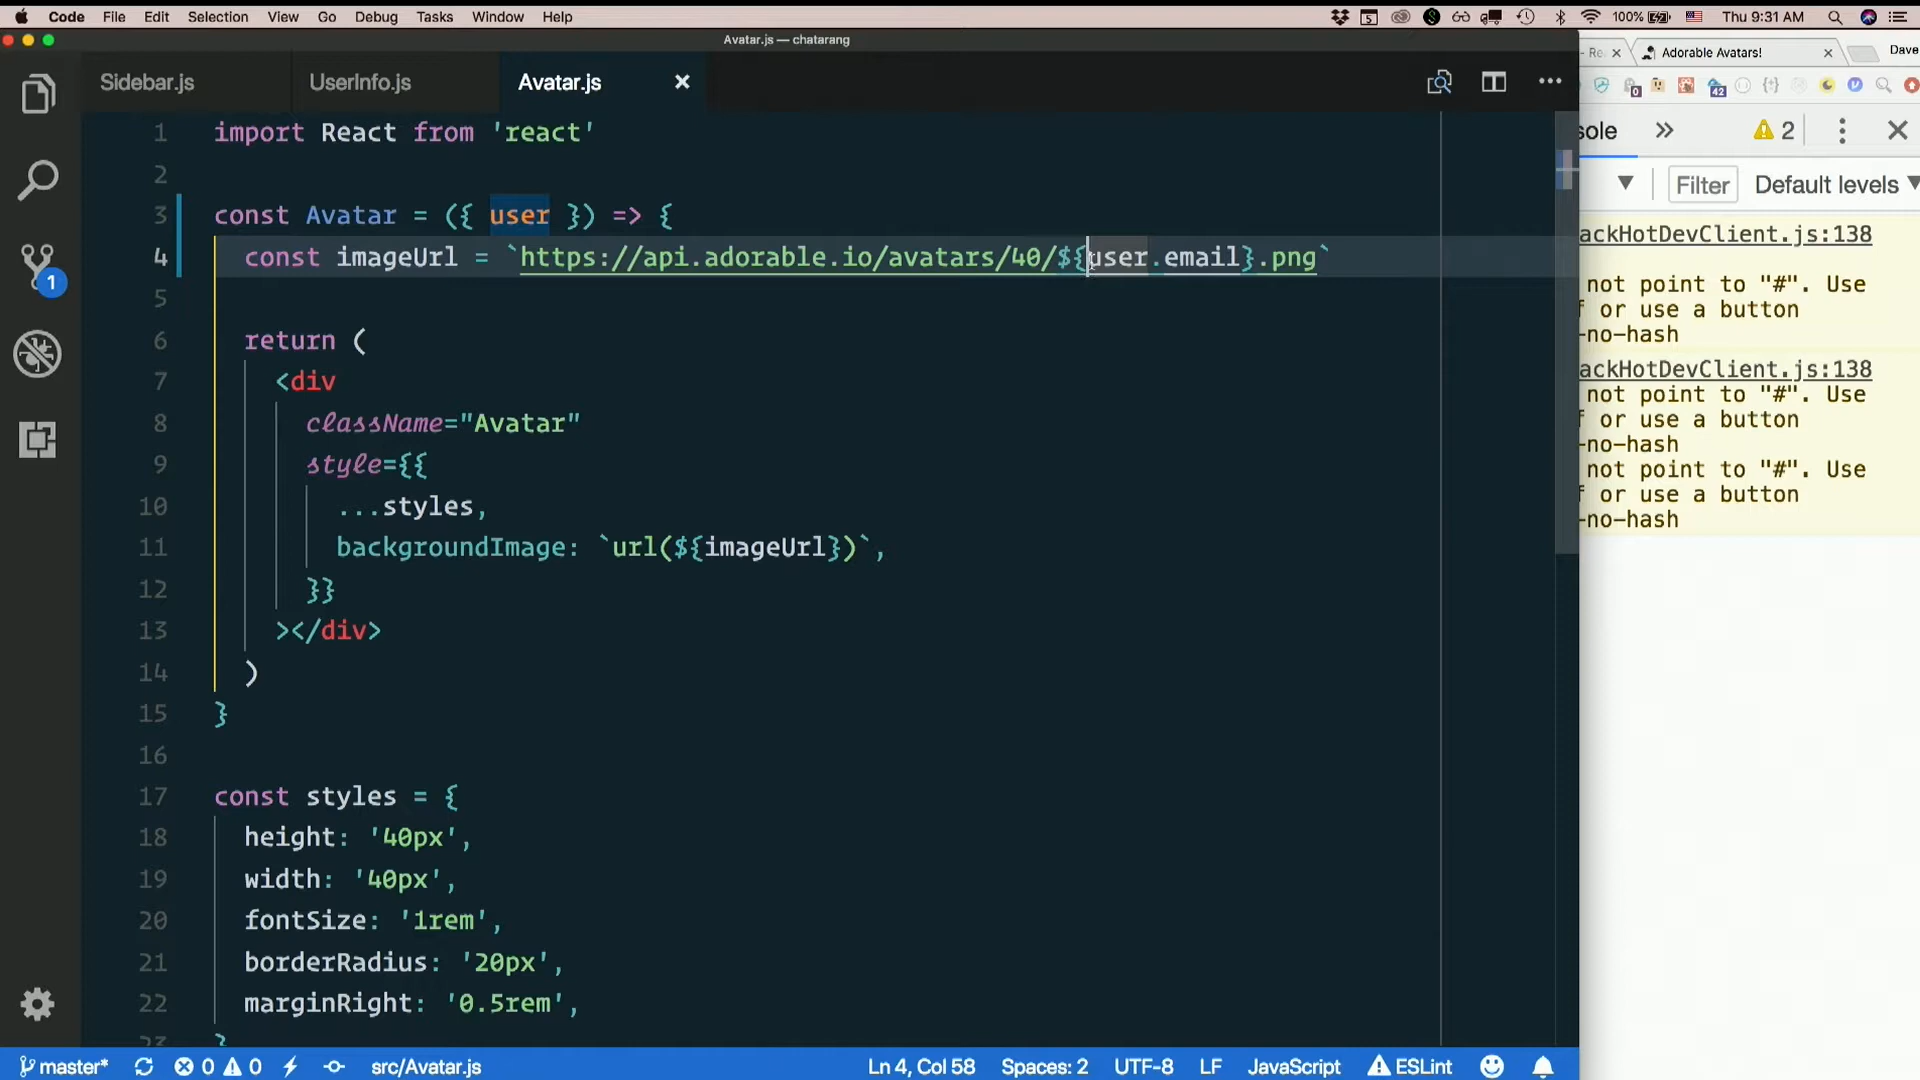 Code File Edit Selection View Go Debug Tasks Window Help
5 100% Thu 9:31 AM
Avatar.js — chatarang
Sidebar.js UserInfo.js Avatar.js
- Re Adorable Avatars! Dave
0 42
1 import React from 'react'
2
3 const Avatar = ({ user }) => {
4 const imageUrl = `https://api.adorable.io/avatars/40/${user.email}.png`
5
6 return (
7 <div
8 className="Avatar"
9 style={{
10 ...styles,
11 backgroundImage: `url(${imageUrl})`,
12 }}
13 ></div>
14 )
15 }
16
17 const styles = {
18 height: '40px',
19 width: '40px',
20 fontSize: '1rem',
21 borderRadius: '20px',
22 marginRight: '0.5rem',
23 }
1
sole 2
Filter Default levels
ackHotDevClient.js:138
not point to "#". Use
f or use a button
-no-hash
ackHotDevClient.js:138
not point to "#". Use
f or use a button
-no-hash
not point to "#". Use
f or use a button
-no-hash
master* 0 0 src/Avatar.js Ln 4, Col 58 Spaces: 2 UTF-8 LF JavaScript ESLint